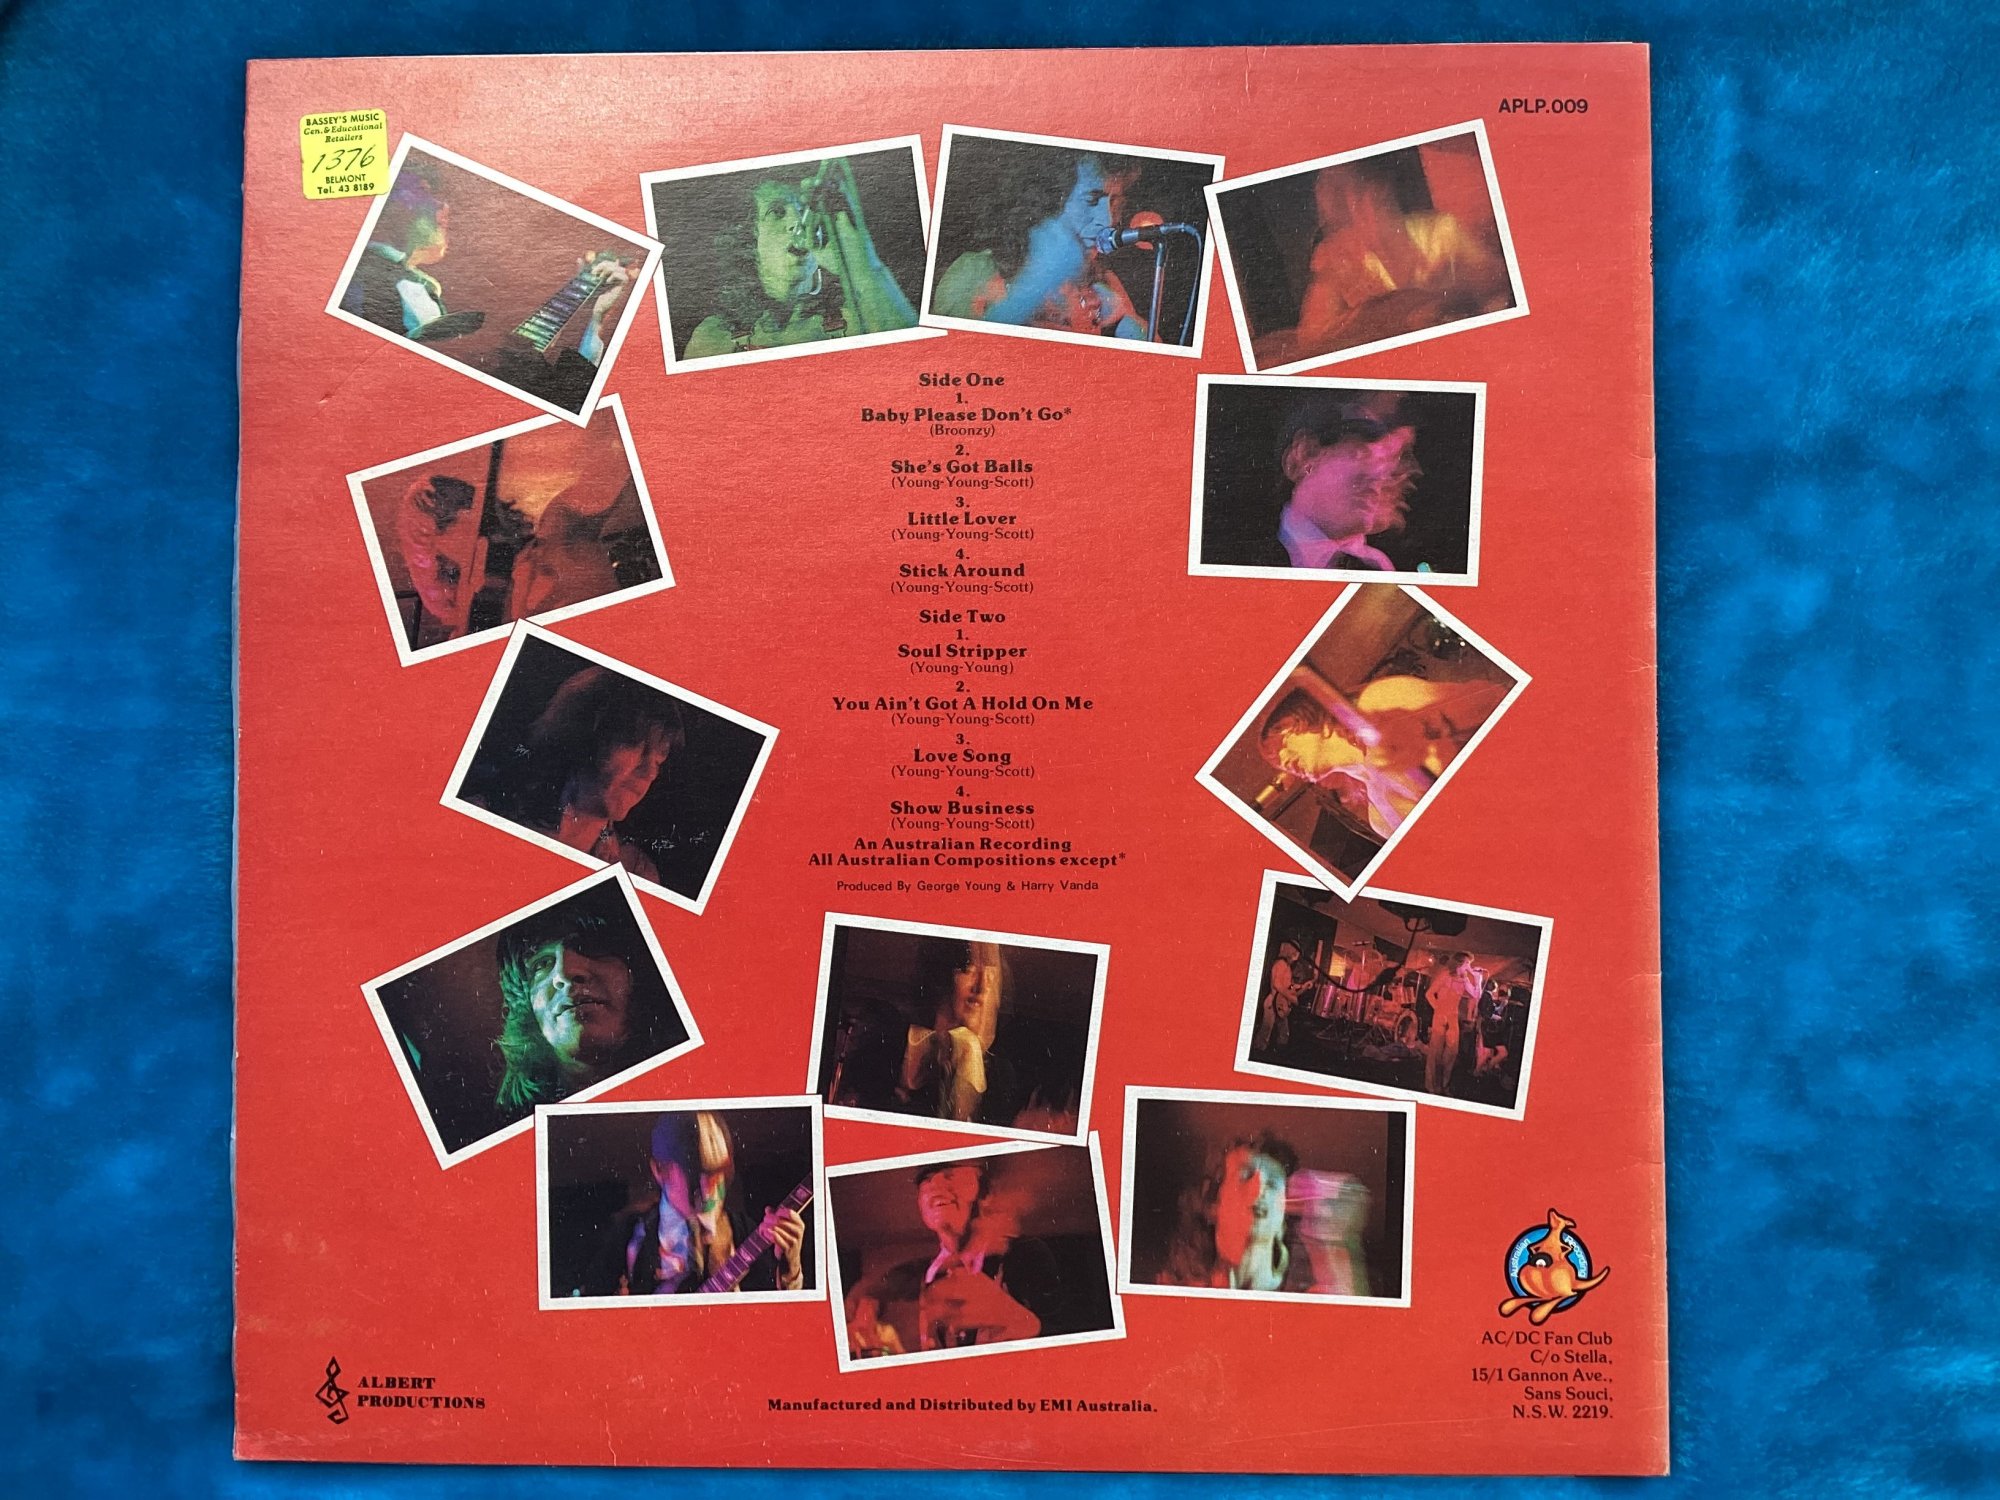 BASSEY'S MUSIC
Gen. & Educational
Retailers
1376
BELMONT
Tel. 43 8189
APLP.009
Side One
1.
Baby Please Don't Go*
(Broonzy)
2.
She's Got Balls
(Young-Young-Scott)
3.
Little Lover
(Young-Young-Scott)
4.
Stick Around
(Young-Young-Scott)
Side Two
1.
Soul Stripper
(Young-Young)
2.
You Ain't Got A Hold On Me
(Young-Young-Scott)
3.
Love Song
(Young-Young-Scott)
4.
Show Business
(Young-Young-Scott)
An Australian Recording
All Australian Compositions except*
Produced By George Young & Harry Vanda
Australian Recording
AC/DC Fan Club
C/o Stella,
15/1 Gannon Ave.,
Sans Souci,
N.S.W. 2219.
ALBERT
PRODUCTIONS
Manufactured and Distributed by EMI Australia.